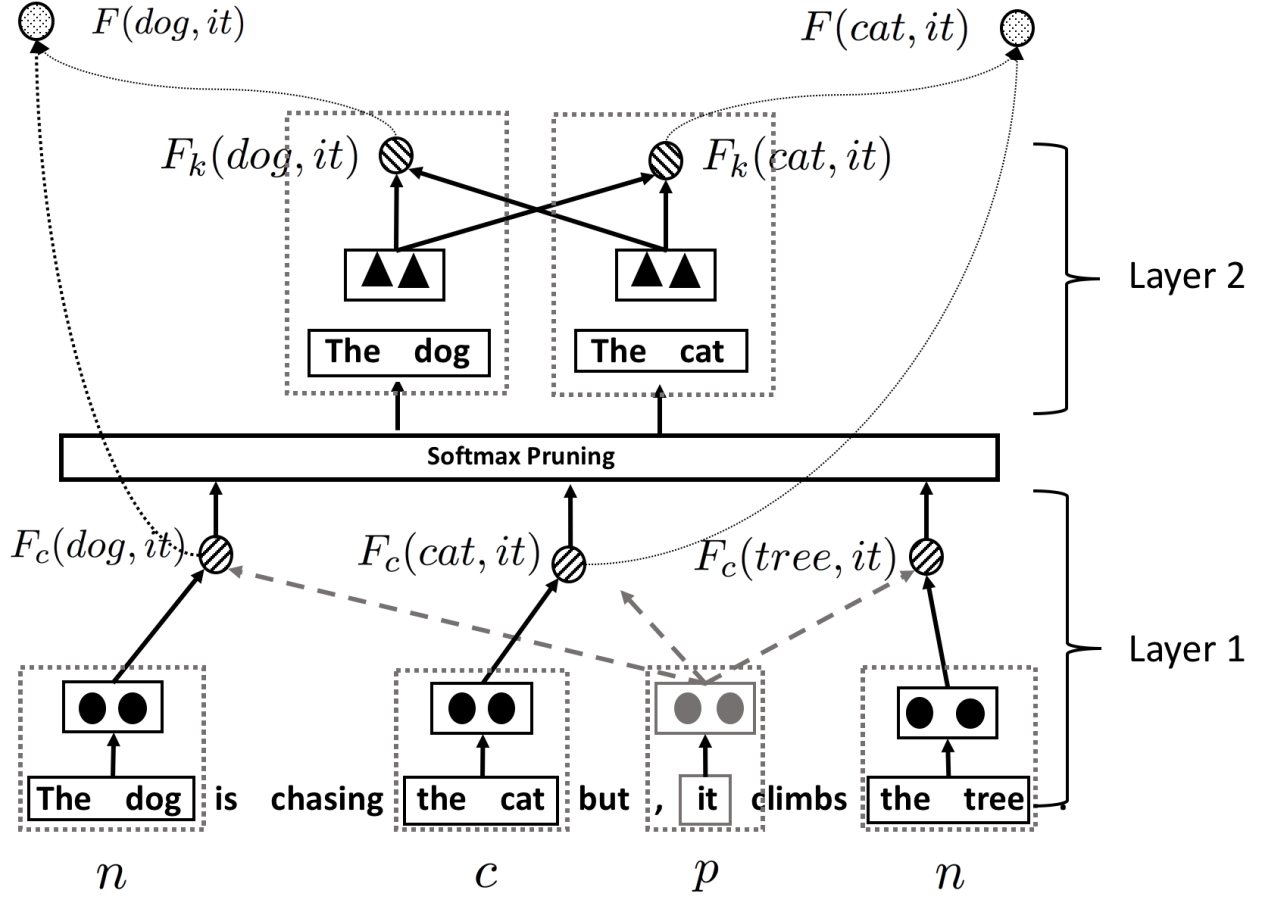 F(dog, it) F(cat, it)
F_k(dog, it) F_k(cat, it)
Layer 2
The dog The cat
Softmax Pruning
F_c(dog, it) F_c(cat, it) F_c(tree, it)
Layer 1
The dog is chasing the cat but , it climbs the tree .
n c p n